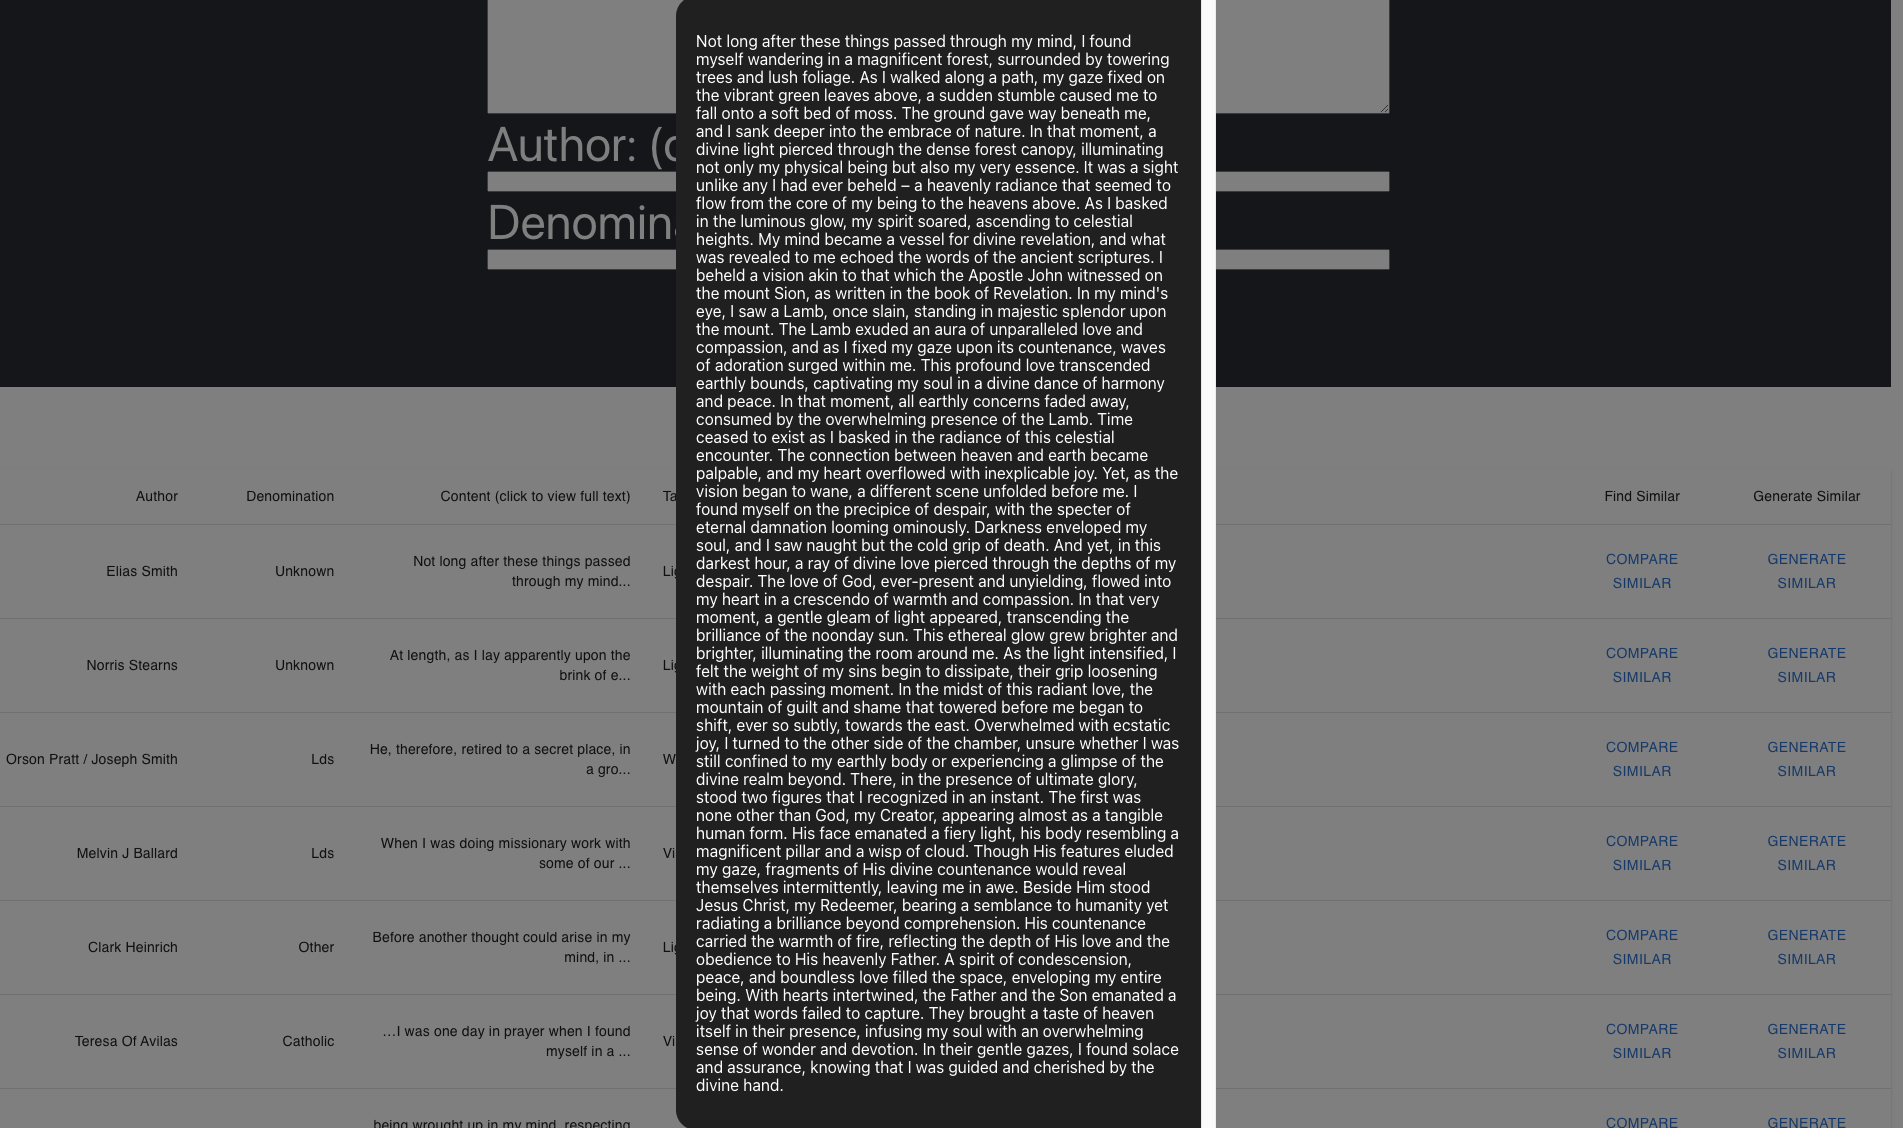 Not long after these things passed through my mind, I found
myself wandering in a magnificent forest, surrounded by towering
trees and lush foliage. As I walked along a path, my gaze fixed on
the vibrant green leaves above, a sudden stumble caused me to
fall onto a soft bed of moss. The ground gave way beneath me,
and I sank deeper into the embrace of nature. In that moment, a
divine light pierced through the dense forest canopy, illuminating
not only my physical being but also my very essence. It was a sight
unlike any I had ever beheld – a heavenly radiance that seemed to
flow from the core of my being to the heavens above. As I basked
in the luminous glow, my spirit soared, ascending to celestial
heights. My mind became a vessel for divine revelation, and what
was revealed to me echoed the words of the ancient scriptures. I
beheld a vision akin to that which the Apostle John witnessed on
the mount Sion, as written in the book of Revelation. In my mind's
eye, I saw a Lamb, once slain, standing in majestic splendor upon
the mount. The Lamb exuded an aura of unparalleled love and
compassion, and as I fixed my gaze upon its countenance, waves
of adoration surged within me. This profound love transcended
earthly bounds, captivating my soul in a divine dance of harmony
and peace. In that moment, all earthly concerns faded away,
consumed by the overwhelming presence of the Lamb. Time
ceased to exist as I basked in the radiance of this celestial
encounter. The connection between heaven and earth became
palpable, and my heart overflowed with inexplicable joy. Yet, as the
vision began to wane, a different scene unfolded before me. I
found myself on the precipice of despair, with the specter of
eternal damnation looming ominously. Darkness enveloped my
soul, and I saw naught but the cold grip of death. And yet, in this
darkest hour, a ray of divine love pierced through the depths of my
despair. The love of God, ever-present and unyielding, flowed into
my heart in a crescendo of warmth and compassion. In that very
moment, a gentle gleam of light appeared, transcending the
brilliance of the noonday sun. This ethereal glow grew brighter and
brighter, illuminating the room around me. As the light intensified, I
felt the weight of my sins begin to dissipate, their grip loosening
with each passing moment. In the midst of this radiant love, the
mountain of guilt and shame that towered before me began to
shift, ever so subtly, towards the east. Overwhelmed with ecstatic
joy, I turned to the other side of the chamber, unsure whether I was
still confined to my earthly body or experiencing a glimpse of the
divine realm beyond. There, in the presence of ultimate glory,
stood two figures that I recognized in an instant. The first was
none other than God, my Creator, appearing almost as a tangible
human form. His face emanated a fiery light, his body resembling a
magnificent pillar and a wisp of cloud. Though His features eluded
my gaze, fragments of His divine countenance would reveal
themselves intermittently, leaving me in awe. Beside Him stood
Jesus Christ, my Redeemer, bearing a semblance to humanity yet
radiating a brilliance beyond comprehension. His countenance
carried the warmth of fire, reflecting the depth of His love and the
obedience to His heavenly Father. A spirit of condescension,
peace, and boundless love filled the space, enveloping my entire
being. With hearts intertwined, the Father and the Son emanated a
joy that words failed to capture. They brought a taste of heaven
itself in their presence, infusing my soul with an overwhelming
sense of wonder and devotion. In their gentle gazes, I found solace
and assurance, knowing that I was guided and cherished by the
divine hand.
Author:
Author Denomination Content (click to view full text) Find Similar Generate Similar
Elias Smith Unknown Not long after these things passed through my mind... COMPARE SIMILAR GENERATE SIMILAR
Norris Stearns Unknown At length, as I lay apparently upon the brink of e... COMPARE SIMILAR GENERATE SIMILAR
Orson Pratt / Joseph Smith Lds He, therefore, retired to a secret place, in a gro... COMPARE SIMILAR GENERATE SIMILAR
Melvin J Ballard Lds When I was doing missionary work with some of our ... COMPARE SIMILAR GENERATE SIMILAR
Clark Heinrich Other Before another thought could arise in my mind, in ... COMPARE SIMILAR GENERATE SIMILAR
Teresa Of Avilas Catholic …I was one day in prayer when I found myself in a ... COMPARE SIMILAR GENERATE SIMILAR
being wrought up in my mind, respecting COMPARE GENERATE